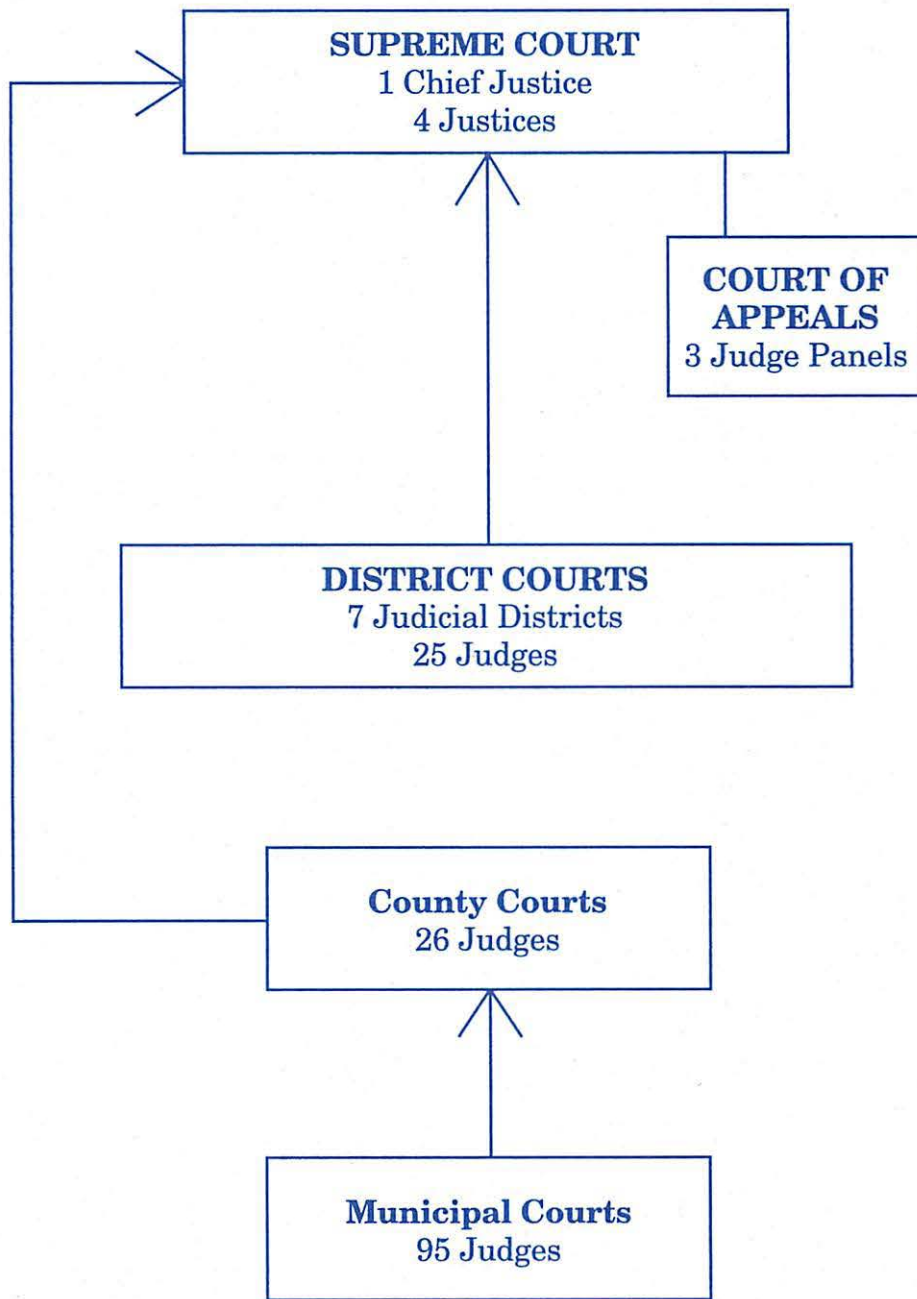 SUPREME COURT
1 Chief Justice
4 Justices
COURT OF
APPEALS
3 Judge Panels
DISTRICT COURTS
7 Judicial Districts
25 Judges
County Courts
26 Judges
Municipal Courts
95 Judges